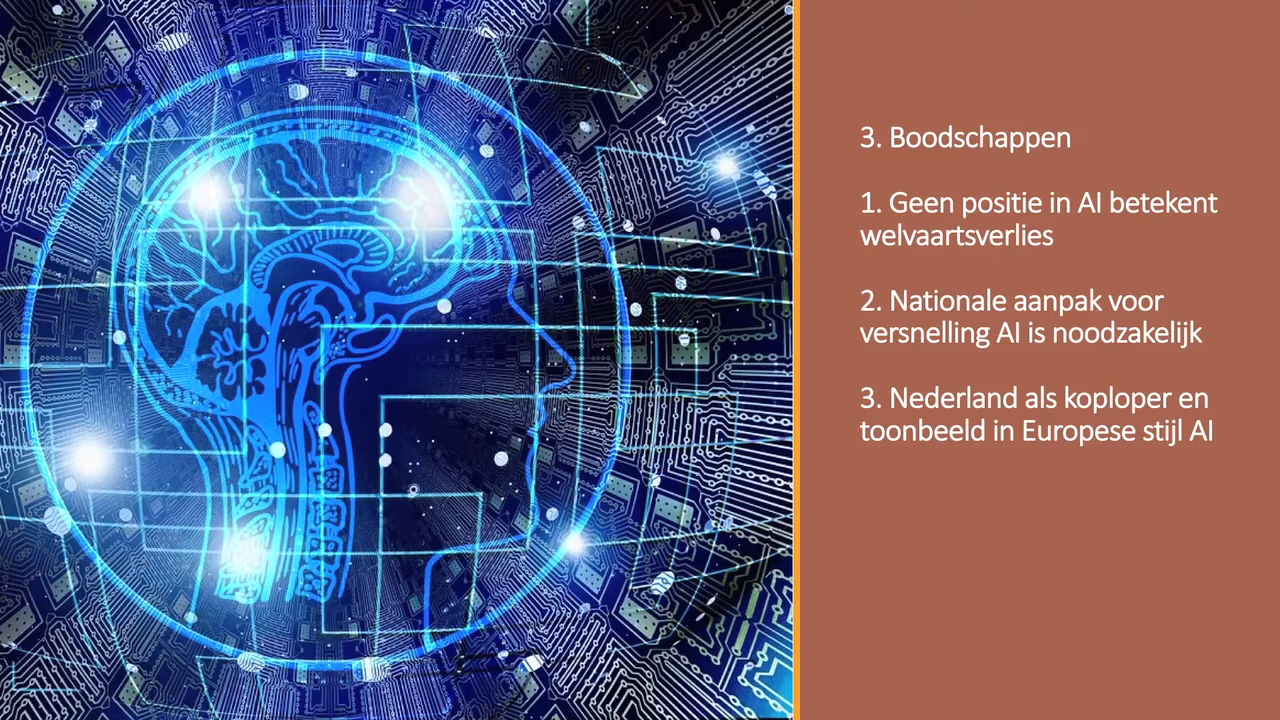 3. Boodschappen
1. Geen positie in AI betekent
welvaartsverlies
2. Nationale aanpak voor
versnelling AI is noodzakelijk
3. Nederland als koploper en
toonbeeld in Europese stijl AI